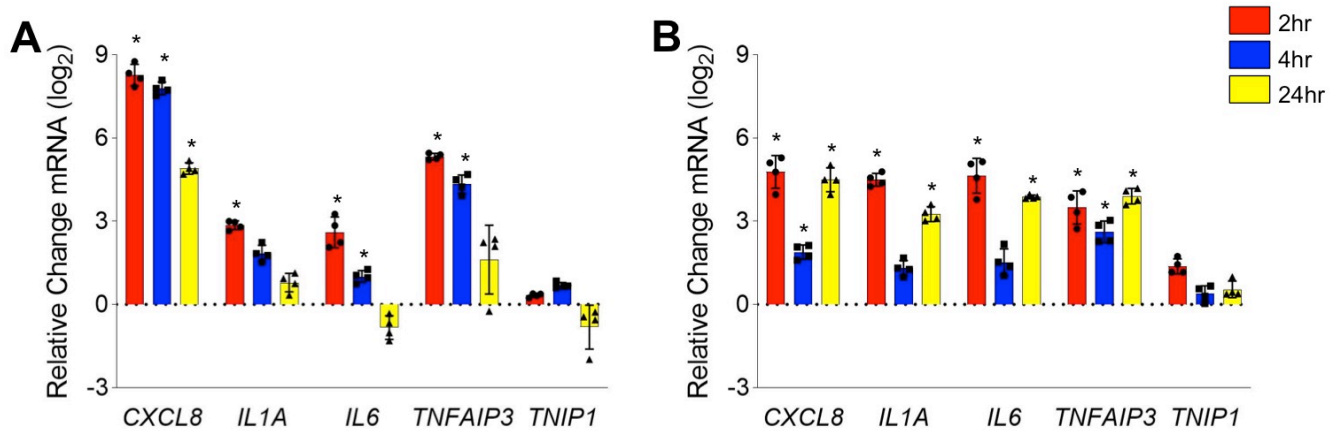 A
Relative Change mRNA (log2)
9
6
3
0
-3
* * * * * * * *
CXCL8 IL1A IL6 TNFAIP3 TNIP1
B
Relative Change mRNA (log2)
9
6
3
0
-3
* * * * * * * * * *
CXCL8 IL1A IL6 TNFAIP3 TNIP1
2hr
4hr
24hr